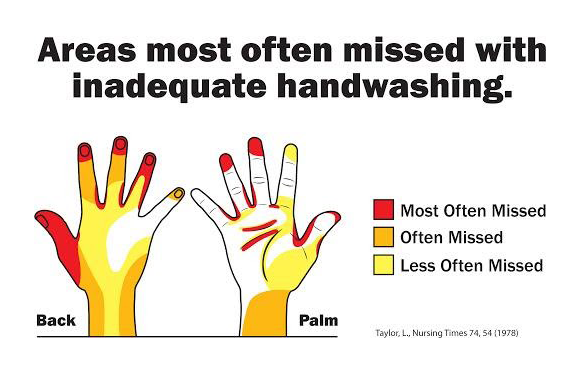 Areas most often missed with
inadequate handwashing.
Most Often Missed
Often Missed
Less Often Missed
Back
Palm
Taylor, L., Nursing Times 74, 54 (1978)